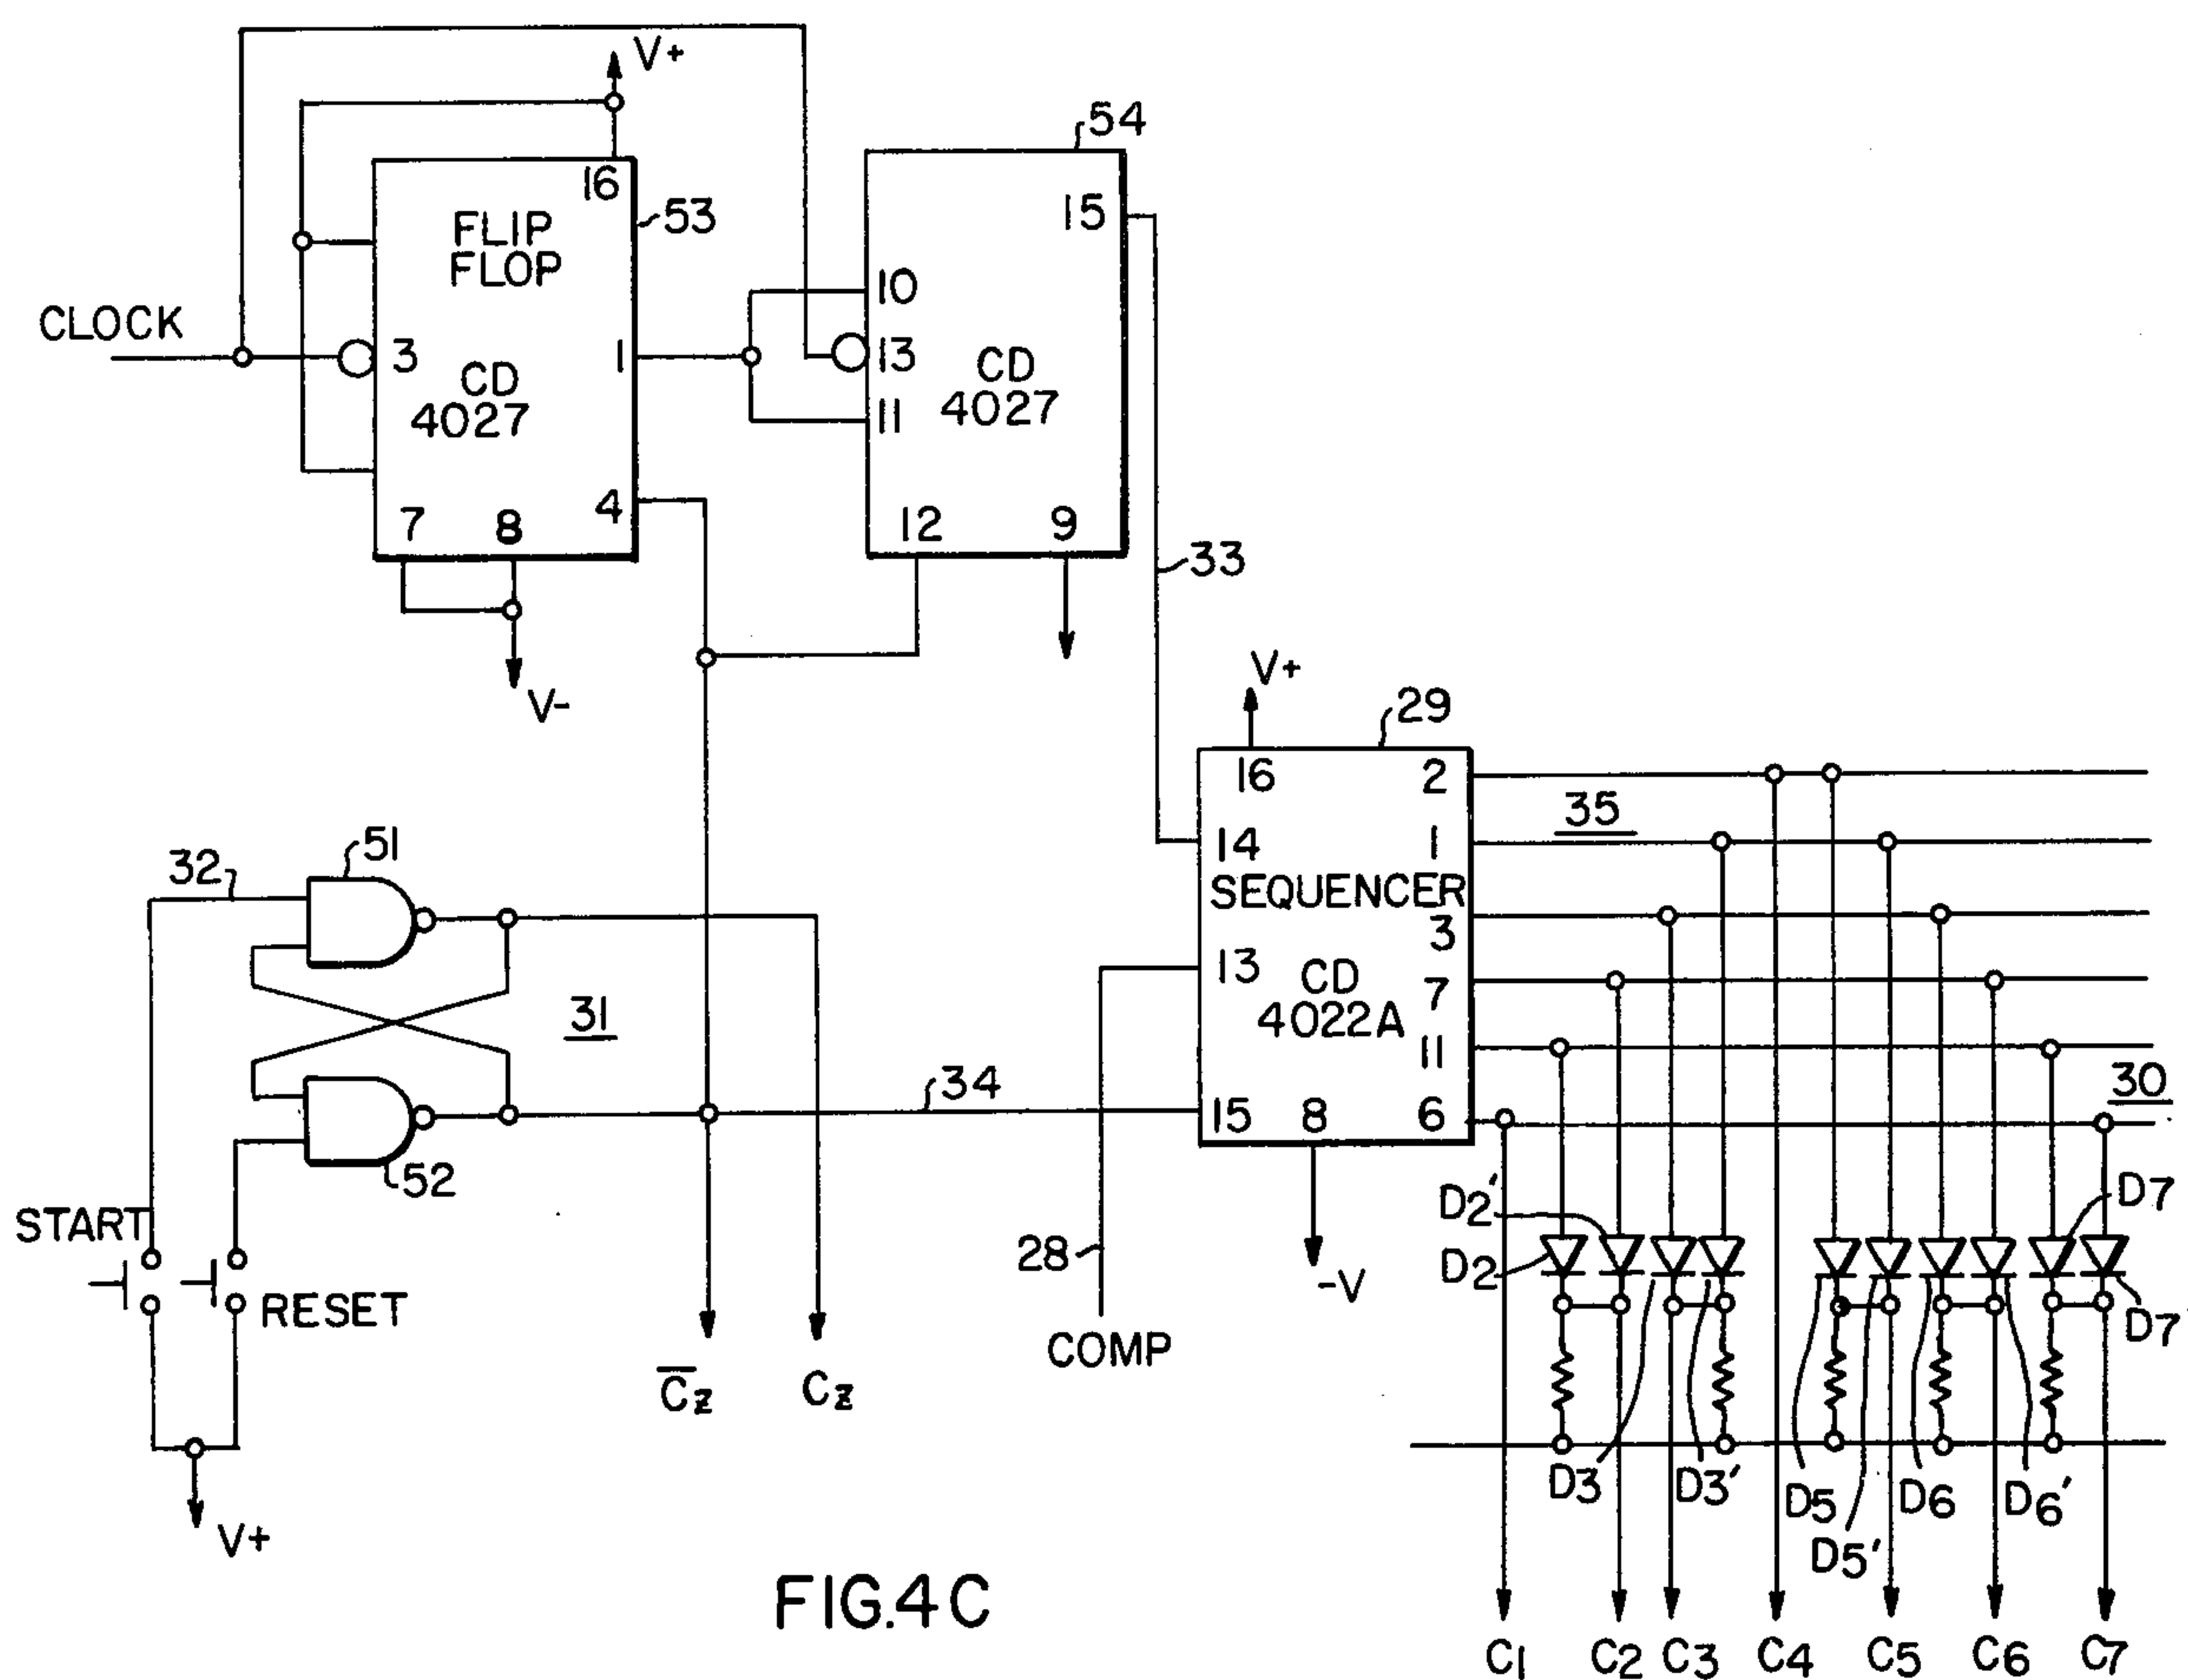 V+
54
16
15
FLIP
FLOP
53
10
CLOCK
3
1
13
CD
4027
CD
4027
11
7
8
4
12
9
33
V-
V+
29
16
2
35
51
32
14
1
SEQUENCER
3
13
CD
4022A
7
31
11
34
30
15
8
6
52
D2'
D7
START
28
D2
RESET
-V
D7'
COMP
C̅z
Cz
D3
D3'
D5
D6
D6'
D5'
V+
FIG.4C
C1
C2
C3
C4
C5
C6
C7